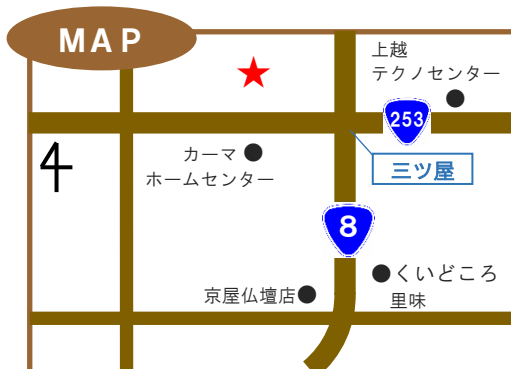 MAP
上越
テクノセンター
253
カーマ
ホームセンター
三ツ屋
8
くいどころ
里味
京屋仏壇店